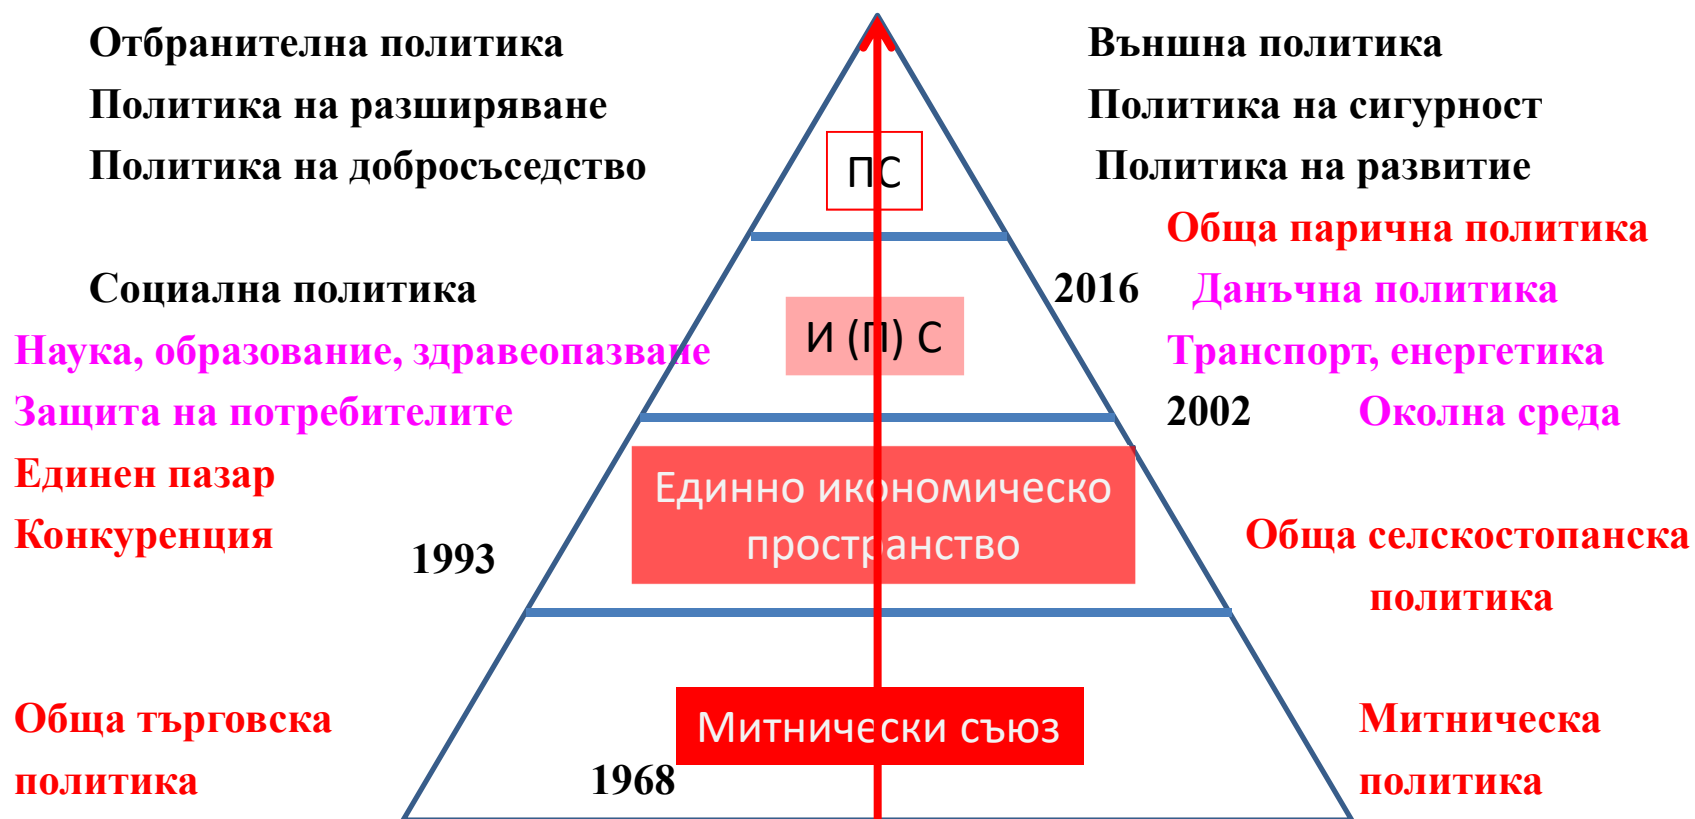 Отбранителна политика
Външна политика
Политика на разширяване
Политика на сигурност
Политика на добросъседство
ПС
Политика на развитие
Обща парична политика
Социална политика
2016 Данъчна политика
Наука, образование, здравеопазване
И (П) С
Транспорт, енергетика
Защита на потребителите
2002 Околна среда
Единен пазар
Единно икономическо
пространство
Конкуренция
1993
Обща селскостопанска
политика
Обща търговска
политика
Митнически съюз
1968
Митническа
политика